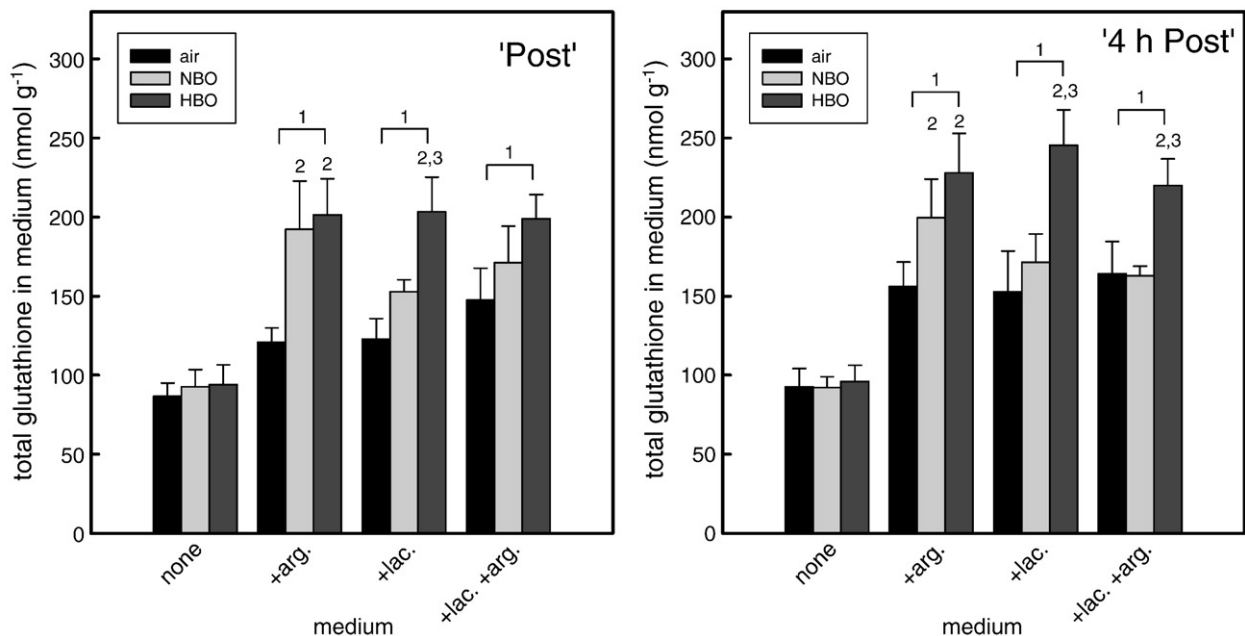 total glutathione in medium (nmol g⁻¹)
300
250
200
150
100
50
0
air
NBO
HBO
'Post'
1
2
2
1
2,3
1
none
+arg.
+lac.
+lac. +arg.
medium
total glutathione in medium (nmol g⁻¹)
300
250
200
150
100
50
0
air
NBO
HBO
'4 h Post'
1
2
2
1
2,3
1
2,3
none
+arg.
+lac.
+lac. +arg.
medium